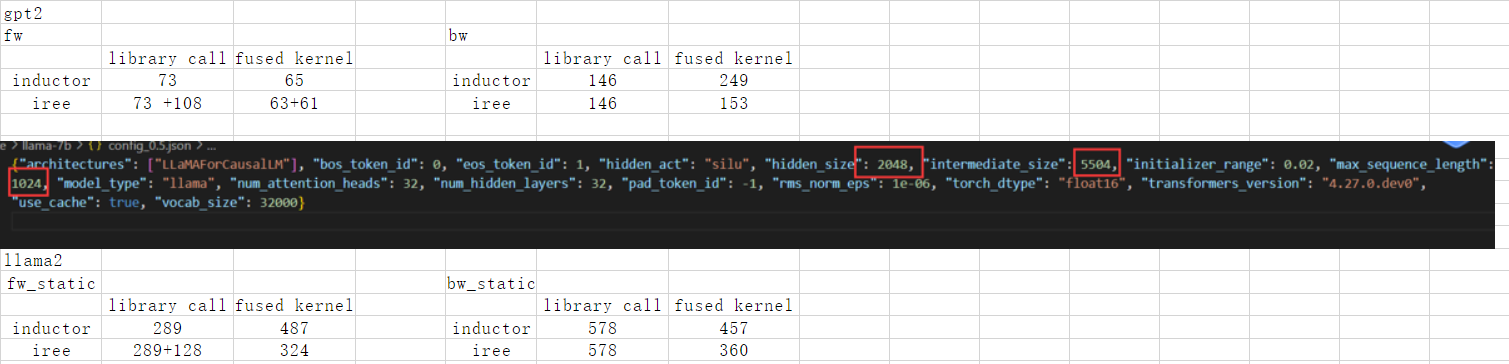 gpt2
fw bw
library call fused kernel library call fused kernel
inductor 73 65 inductor 146 249
iree 73 +108 63+61 iree 146 153
e > llama-7b > {} config_0.5.json > ...
{"architectures": ["LLaMAForCausalLM"], "bos_token_id": 0, "eos_token_id": 1, "hidden_act": "silu", "hidden_size": 2048, "intermediate_size": 5504, "initializer_range": 0.02, "max_sequence_length":
1024, "model_type": "llama", "num_attention_heads": 32, "num_hidden_layers": 32, "pad_token_id": -1, "rms_norm_eps": 1e-06, "torch_dtype": "float16", "transformers_version": "4.27.0.dev0",
"use_cache": true, "vocab_size": 32000}
llama2
fw_static bw_static
library call fused kernel library call fused kernel
inductor 289 487 inductor 578 457
iree 289+128 324 iree 578 360